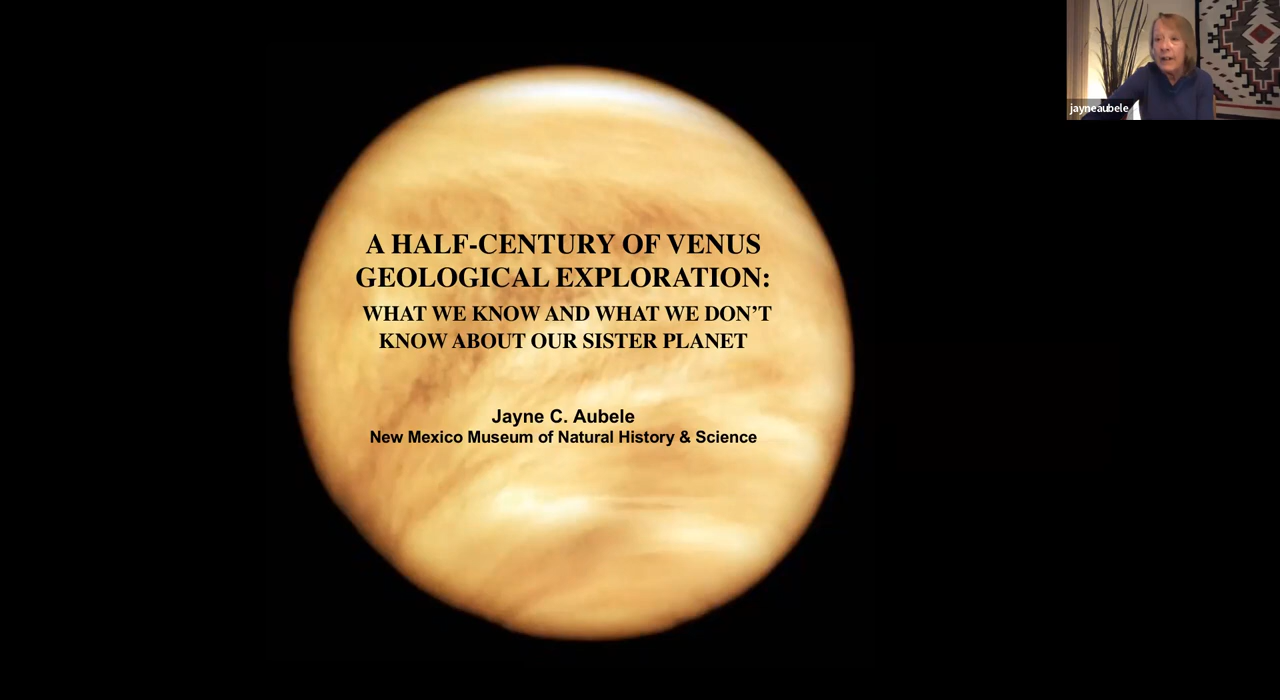 A HALF-CENTURY OF VENUS
GEOLOGICAL EXPLORATION:
WHAT WE KNOW AND WHAT WE DON'T
KNOW ABOUT OUR SISTER PLANET
Jayne C. Aubele
New Mexico Museum of Natural History & Science
jayneaubele